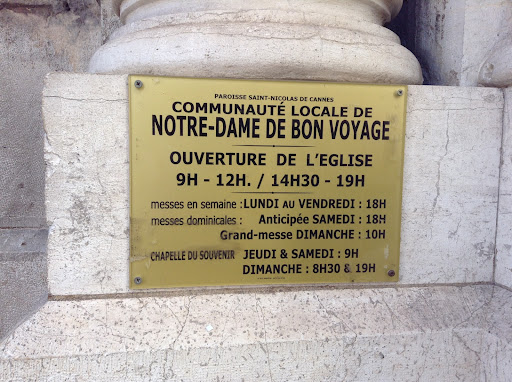 PAROISSE SAINT-NICOLAS DE CANNES
COMMUNAUTÉ LOCALE DE
NOTRE-DAME DE BON VOYAGE
OUVERTURE DE L'EGLISE
9H - 12H. / 14H30 - 19H
messes en semaine : LUNDI AU VENDREDI : 18H
messes dominicales : Anticipée SAMEDI : 18H
Grand-messe DIMANCHE : 10H
CHAPELLE DU SOUVENIR JEUDI & SAMEDI : 9H
DIMANCHE : 8H30 & 19H